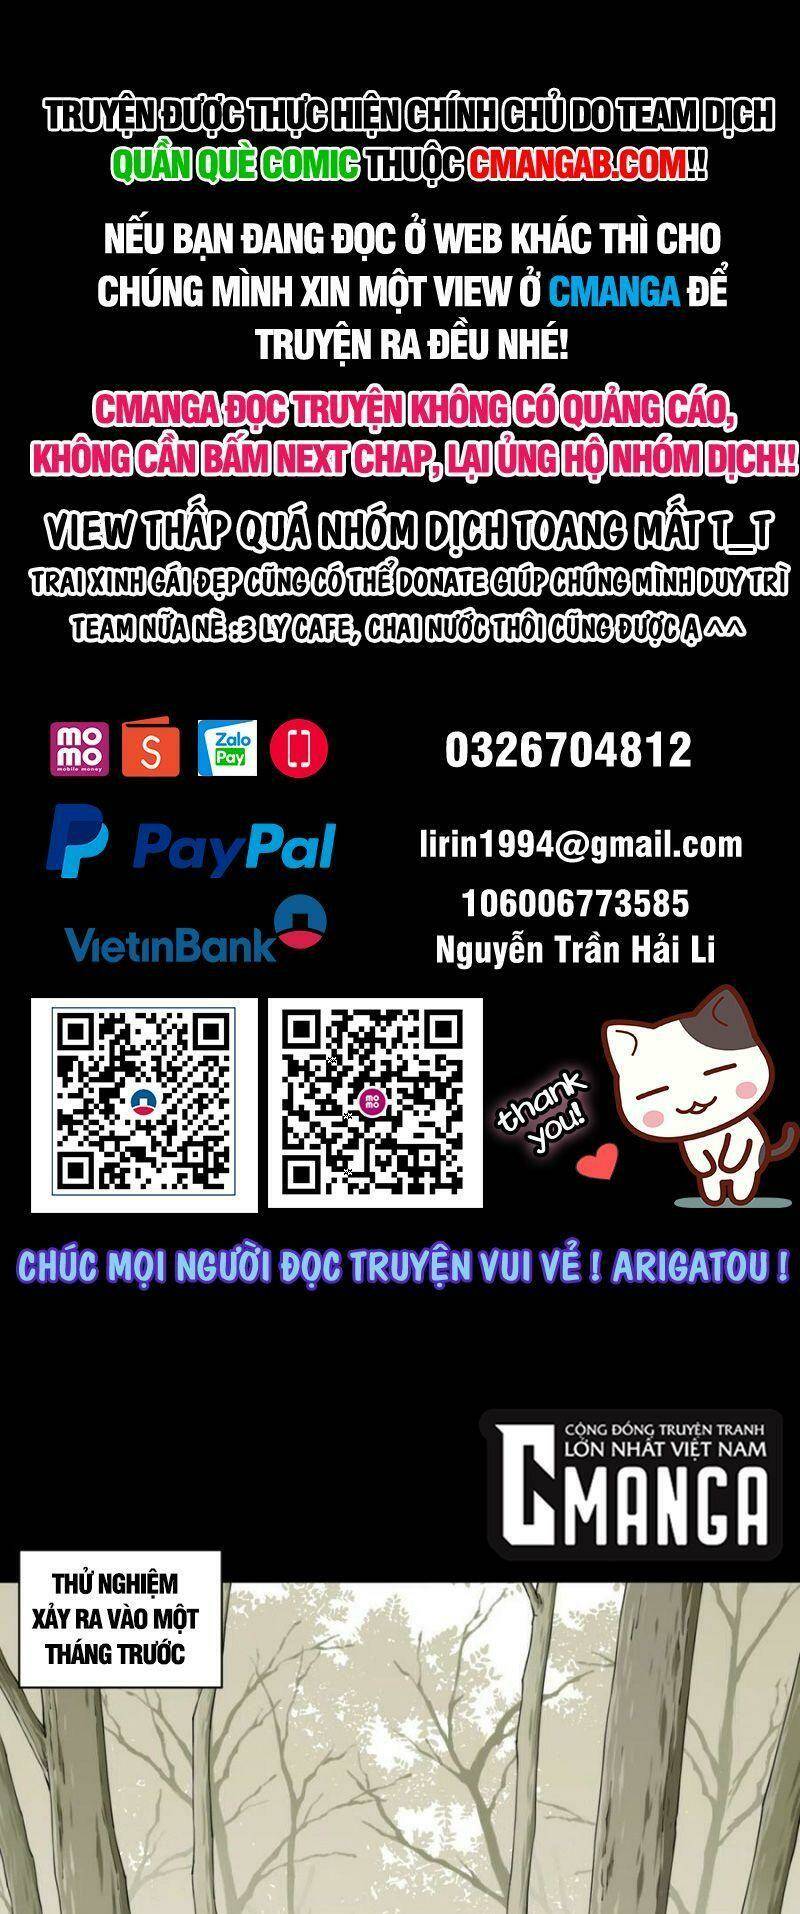 TRUYỆN ĐƯỢC THỰC HIỆN CHÍNH CHỦ DO TEAM DỊCH
QUẦN QUÈ COMIC THUỘC CMANGAB.COM!!
NẾU BẠN ĐANG ĐỌC Ở WEB KHÁC THÌ CHO
CHÚNG MÌNH XIN MỘT VIEW Ở CMANGA ĐỂ
TRUYỆN RA ĐỀU NHÉ!
CMANGA ĐỌC TRUYỆN KHÔNG CÓ QUẢNG CÁO,
KHÔNG CẦN BẤM NEXT CHAP, LẠI ỦNG HỘ NHÓM DỊCH!!
VIEW THẤP QUÁ NHÓM DỊCH TOANG MẤT T_T
TRAI XINH GÁI ĐẸP CŨNG CÓ THỂ DONATE GIÚP CHÚNG MÌNH DUY TRÌ
TEAM NỮA NÈ :3 LY CAFE, CHAI NƯỚC THÔI CŨNG ĐƯỢC Ạ ^^
mo
mo
mobile money
S
Zalo
Pay
0326704812
PayPal
lirin1994@gmail.com
VietinBank
106006773585
Nguyễn Trần Hải Li
mo
mo
thank
you!
CHÚC MỌI NGƯỜI ĐỌC TRUYỆN VUI VẺ ! ARIGATOU !
CỘNG ĐỒNG TRUYỆN TRANH
LỚN NHẤT VIỆT NAM
CMANGA
THỬ NGHIỆM
XẢY RA VÀO MỘT
THÁNG TRƯỚC